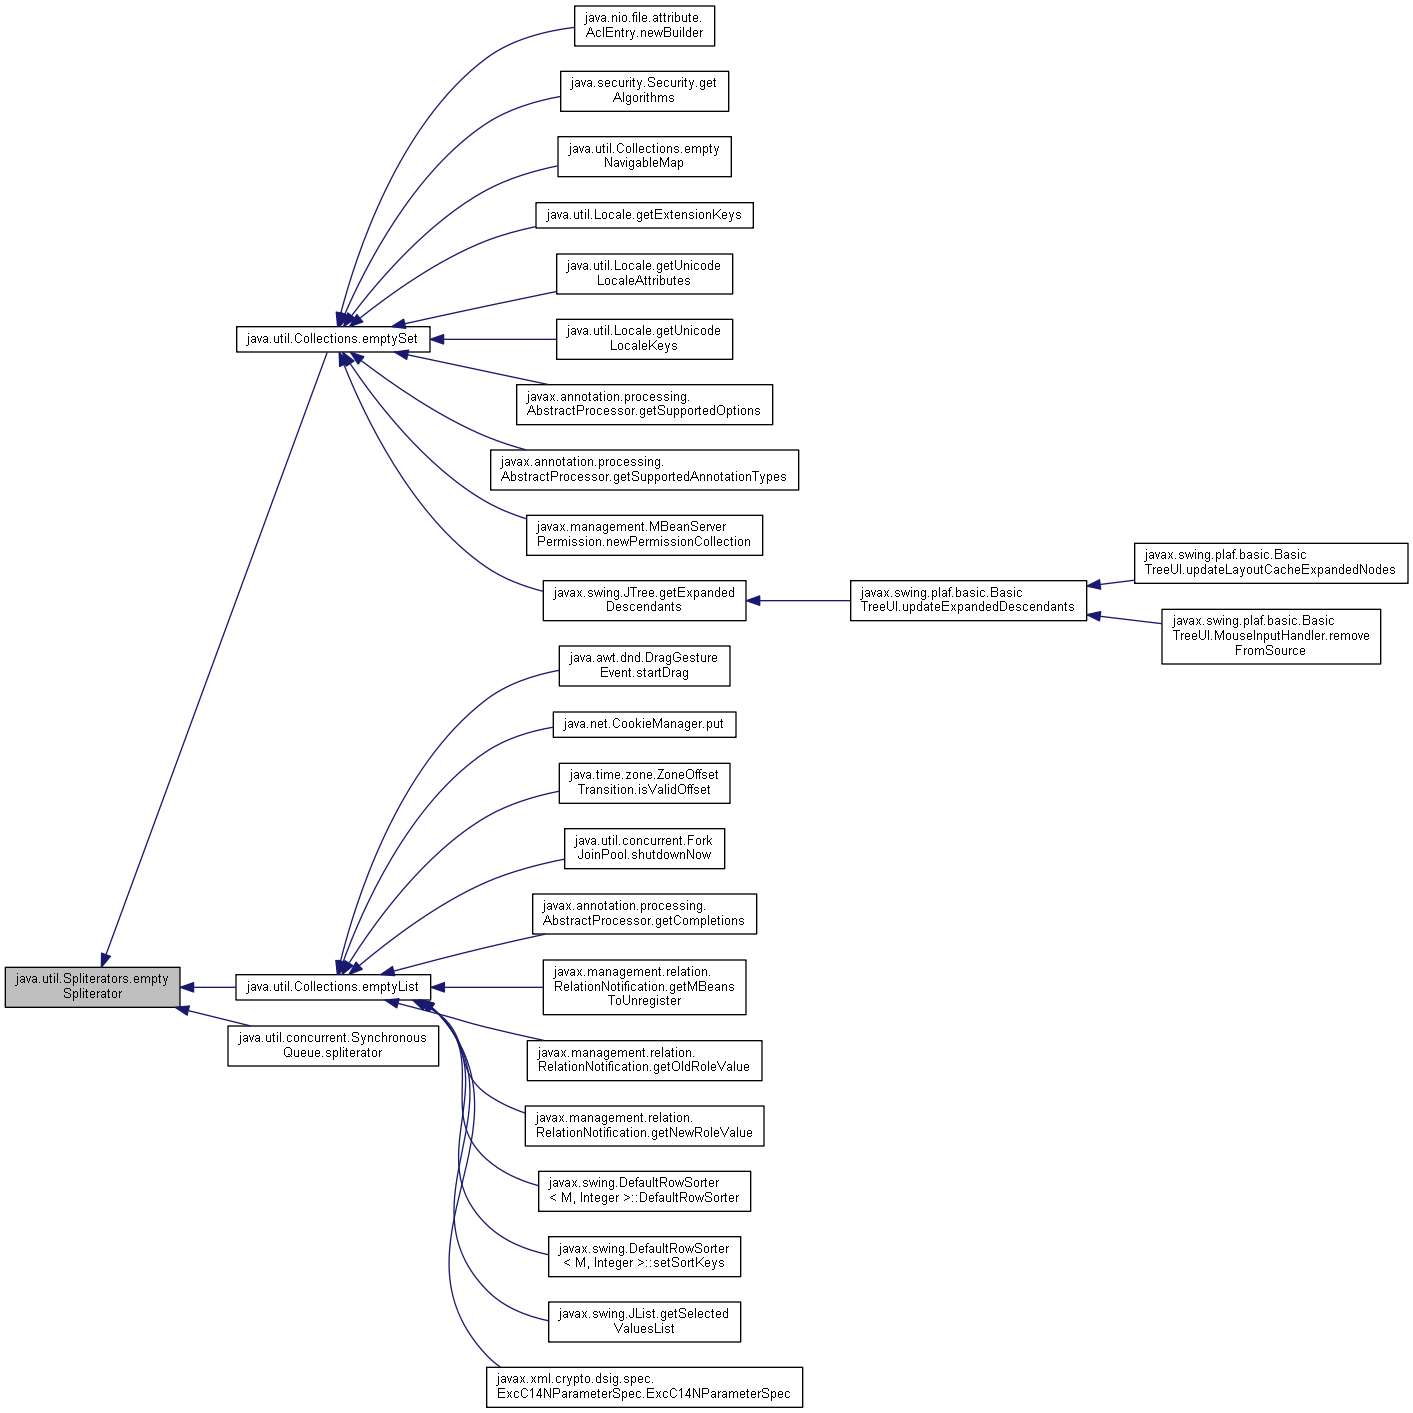 java.nio.file.attribute.
AclEntry.newBuilder
java.security.Security.get
Algorithms
java.util.Collections.empty
NavigableMap
java.util.Locale.getExtensionKeys
java.util.Locale.getUnicode
LocaleAttributes
java.util.Collections.emptySet
java.util.Locale.getUnicode
LocaleKeys
javax.annotation.processing.
AbstractProcessor.getSupportedOptions
javax.annotation.processing.
AbstractProcessor.getSupportedAnnotationTypes
javax.management.MBeanServer
Permission.newPermissionCollection
javax.swing.JTree.getExpanded
Descendants
javax.swing.plaf.basic.Basic
TreeUI.updateExpandedDescendants
javax.swing.plaf.basic.Basic
TreeUI.updateLayoutCacheExpandedNodes
javax.swing.plaf.basic.Basic
TreeUI.MouseInputHandler.remove
FromSource
java.awt.dnd.DragGesture
Event.startDrag
java.net.CookieManager.put
java.time.zone.ZoneOffset
Transition.isValidOffset
java.util.concurrent.Fork
JoinPool.shutdownNow
javax.annotation.processing.
AbstractProcessor.getCompletions
java.util.Spliterators.empty
Spliterator
java.util.Collections.emptyList
javax.management.relation.
RelationNotification.getMBeans
ToUnregister
java.util.concurrent.Synchronous
Queue.spliterator
javax.management.relation.
RelationNotification.getOldRoleValue
javax.management.relation.
RelationNotification.getNewRoleValue
javax.swing.DefaultRowSorter
< M, Integer >::DefaultRowSorter
javax.swing.DefaultRowSorter
< M, Integer >::setSortKeys
javax.swing.JList.getSelected
ValuesList
javax.xml.crypto.dsig.spec.
ExcC14NParameterSpec.ExcC14NParameterSpec